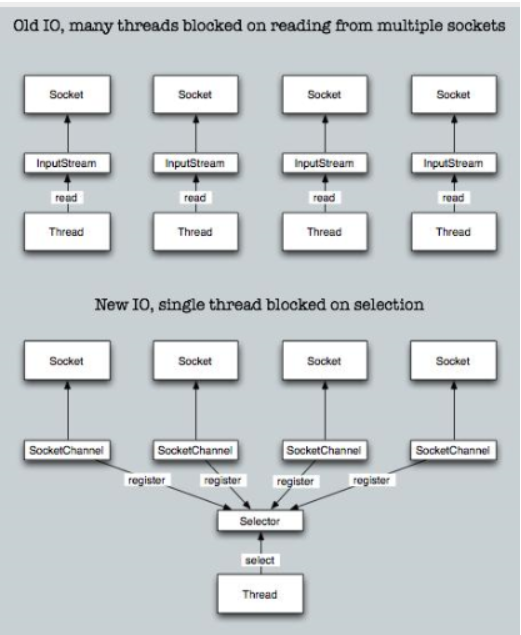 Old IO, many threads blocked on reading from multiple sockets
Socket Socket Socket Socket
InputStream InputStream InputStream InputStream
read read read read
Thread Thread Thread Thread
New IO, single thread blocked on selection
Socket Socket Socket Socket
SocketChannel SocketChannel SocketChannel SocketChannel
register register register register
Selector
select
Thread